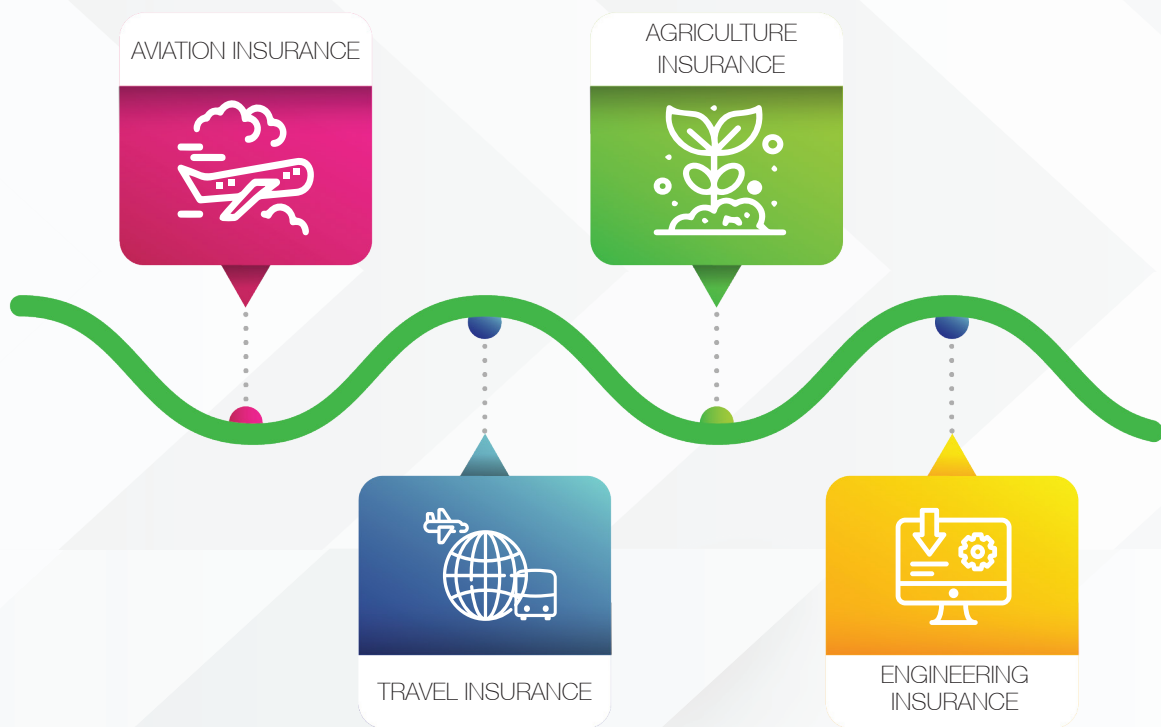 AVIATION INSURANCE
AGRICULTURE
INSURANCE
TRAVEL INSURANCE
ENGINEERING
INSURANCE